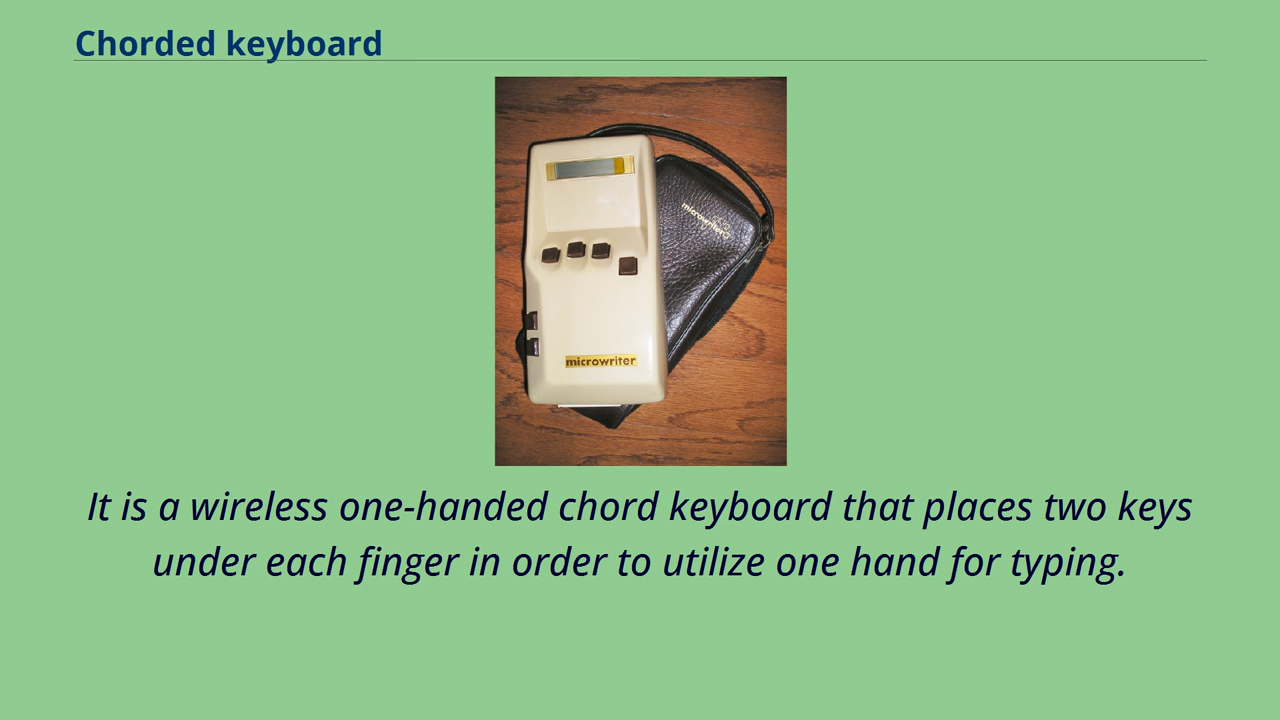 Chorded keyboard
microwriter
microwriter
It is a wireless one-handed chord keyboard that places two keys
under each finger in order to utilize one hand for typing.